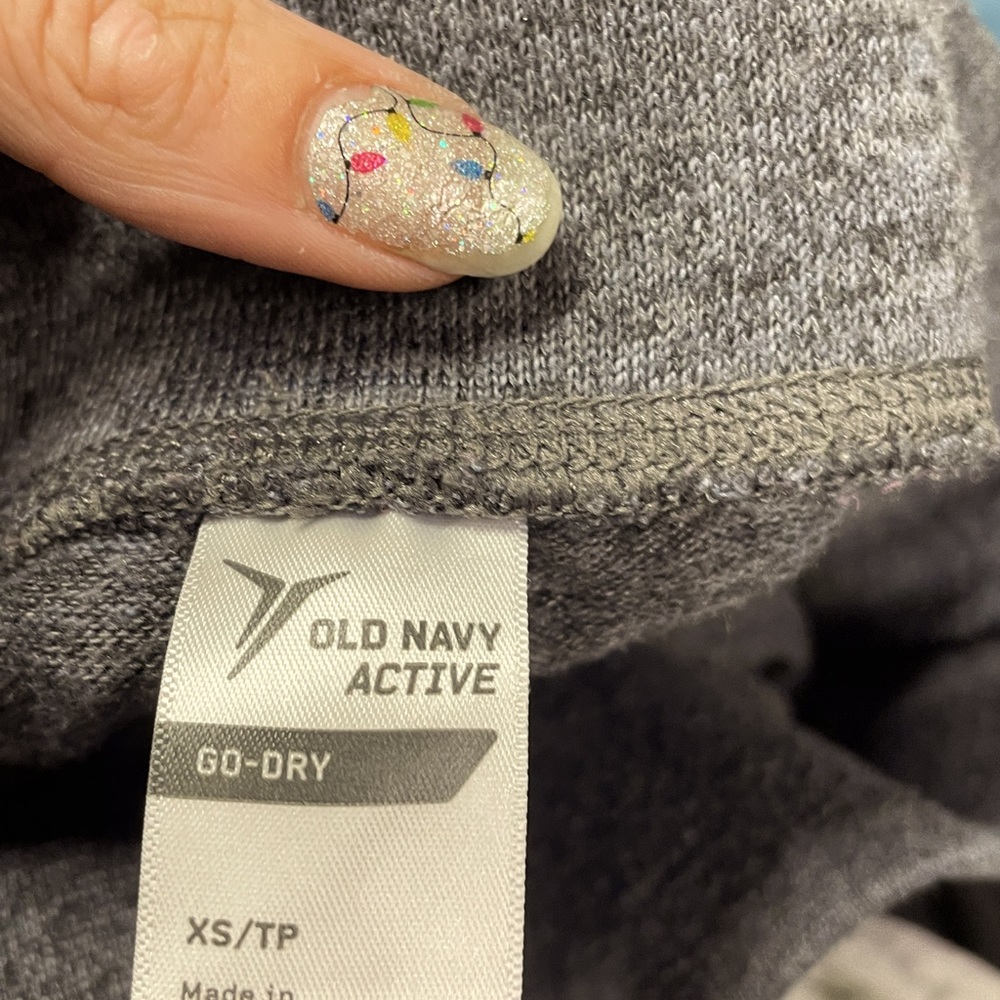 OLD NAVY
ACTIVE
GO-DRY
XS/TP
Made in